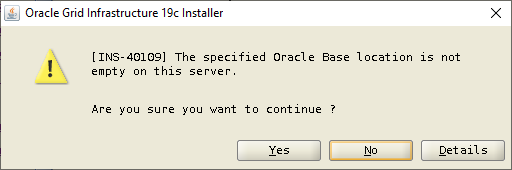 Oracle Grid Infrastructure 19c Installer
[INS-40109] The specified Oracle Base location is not
empty on this server.
Are you sure you want to continue ?
Yes
No
Details